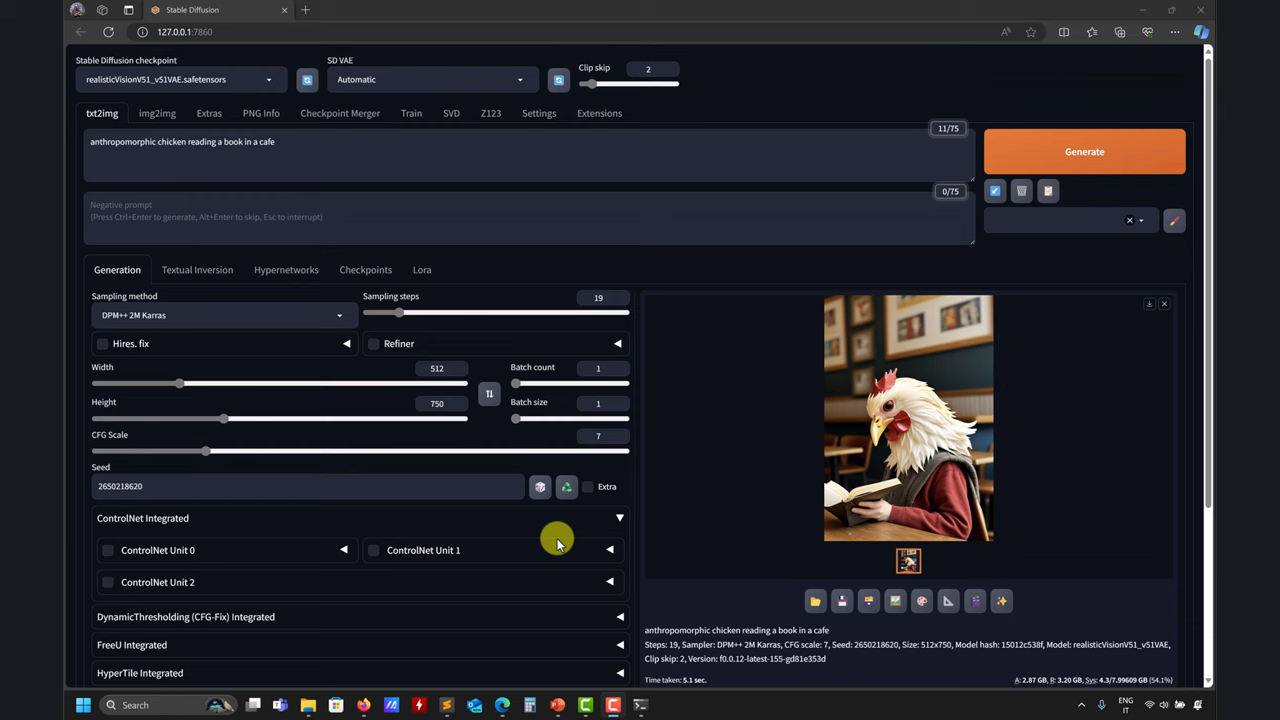 Stable Diffusion
127.0.0.1:7860
Stable Diffusion checkpoint
SD VAE
Clip skip
2
realisticVisionV51_v51VAE.safetensors
Automatic
txt2img
img2img
Extras
PNG Info
Checkpoint Merger
Train
SVD
Z123
Settings
Extensions
11/75
anthropomorphic chicken reading a book in a cafe
Generate
0/75
Negative prompt
(Press Ctrl+Enter to generate, Alt+Enter to skip, Esc to interrupt)
Generation
Textual Inversion
Hypernetworks
Checkpoints
Lora
Sampling method
Sampling steps
19
DPM++ 2M Karras
Hires. fix
Refiner
Width
512
Batch count
1
Height
750
Batch size
1
CFG Scale
7
Seed
2650218620
Extra
ControlNet Integrated
ControlNet Unit 0
ControlNet Unit 1
ControlNet Unit 2
DynamicThresholding (CFG-Fix) Integrated
FreeU Integrated
HyperTile Integrated
anthropomorphic chicken reading a book in a cafe
Steps: 19, Sampler: DPM++ 2M Karras, CFG scale: 7, Seed: 2650218620, Size: 512x750, Model hash: 15012c538f, Model: realisticVisionV51_v51VAE,
Clip skip: 2, Version: f0.0.12-latest-155-gd81e353d
Time taken: 5.1 sec.
A: 2.87 GB, R: 3.20 GB, Sys: 4.3/7.99609 GB (54.1%)
Search
ENG
IT